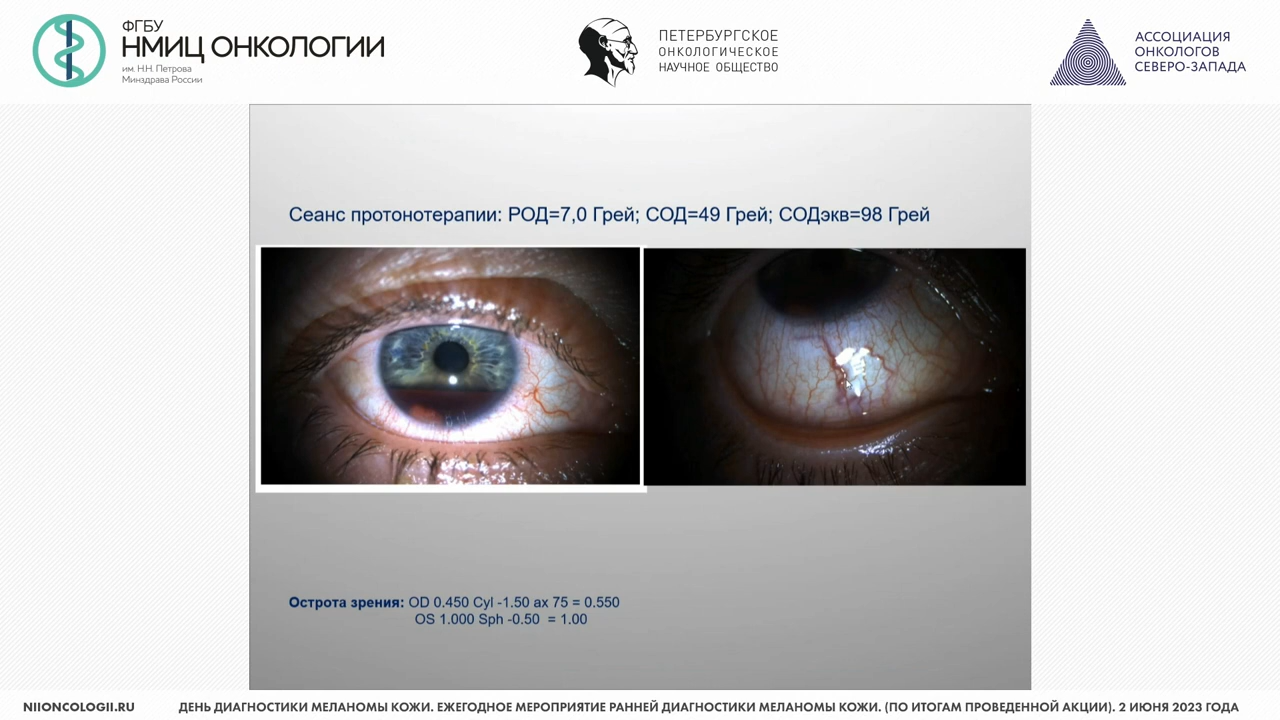 ФГБУ
НМИЦ ОНКОЛОГИИ
им. Н.Н. Петрова
Минздрава России
ПЕТЕРБУРГСКОЕ
ОНКОЛОГИЧЕСКОЕ
НАУЧНОЕ ОБЩЕСТВО
АССОЦИАЦИЯ
ОНКОЛОГОВ
СЕВЕРО-ЗАПАДА
Сеанс протонотерапии: РОД=7,0 Грей; СОД=49 Грей; СОДэкв=98 Грей
Острота зрения: OD 0.450 Cyl -1.50 ax 75 = 0.550
OS 1.000 Sph -0.50 = 1.00
NIIONCOLOGII.RU
ДЕНЬ ДИАГНОСТИКИ МЕЛАНОМЫ КОЖИ. ЕЖЕГОДНОЕ МЕРОПРИЯТИЕ РАННЕЙ ДИАГНОСТИКИ МЕЛАНОМЫ КОЖИ. (ПО ИТОГАМ ПРОВЕДЕННОЙ АКЦИИ). 2 ИЮНЯ 2023 ГОДА